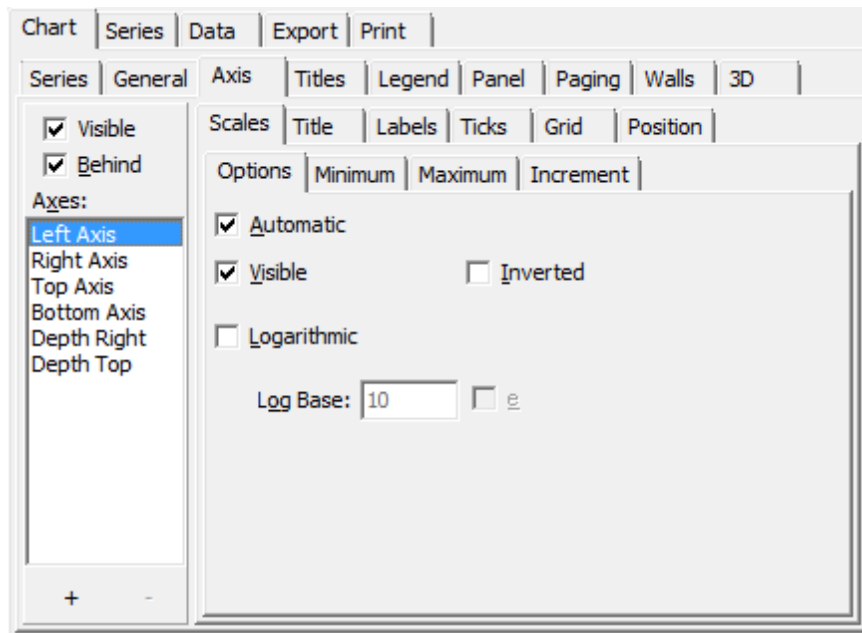 Chart Series Data Export Print
Series General Axis Titles Legend Panel Paging Walls 3D
Visible
Behind
Axes:
Left Axis
Right Axis
Top Axis
Bottom Axis
Depth Right
Depth Top
+ -
Scales Title Labels Ticks Grid Position
Options Minimum Maximum Increment
Automatic
Visible Inverted
Logarithmic
Log Base: 10 e